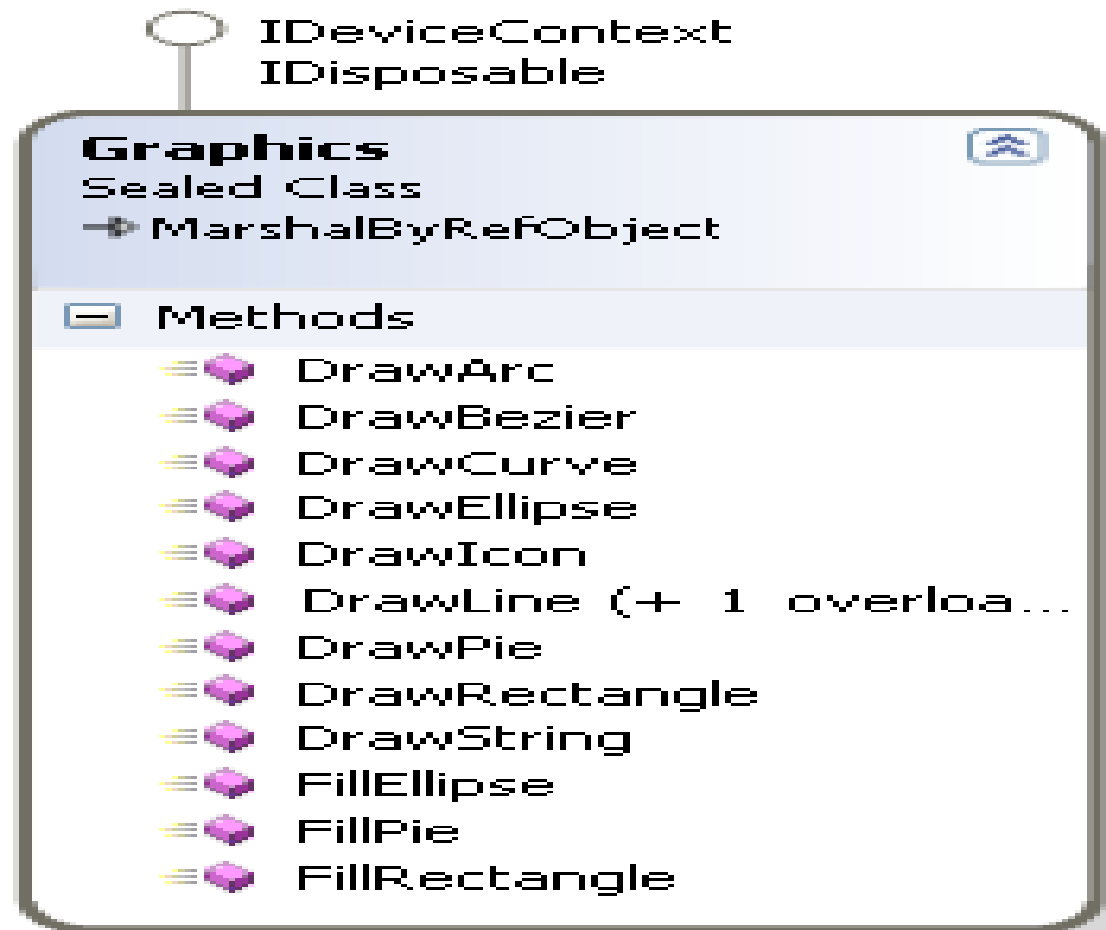 IDeviceContext
IDisposable
Graphics
Sealed Class
MarshalByRefObject
Methods
DrawArc
DrawBezier
DrawCurve
DrawEllipse
DrawIcon
DrawLine (+ 1 overloa...
DrawPie
DrawRectangle
DrawString
FillEllipse
FillPie
FillRectangle